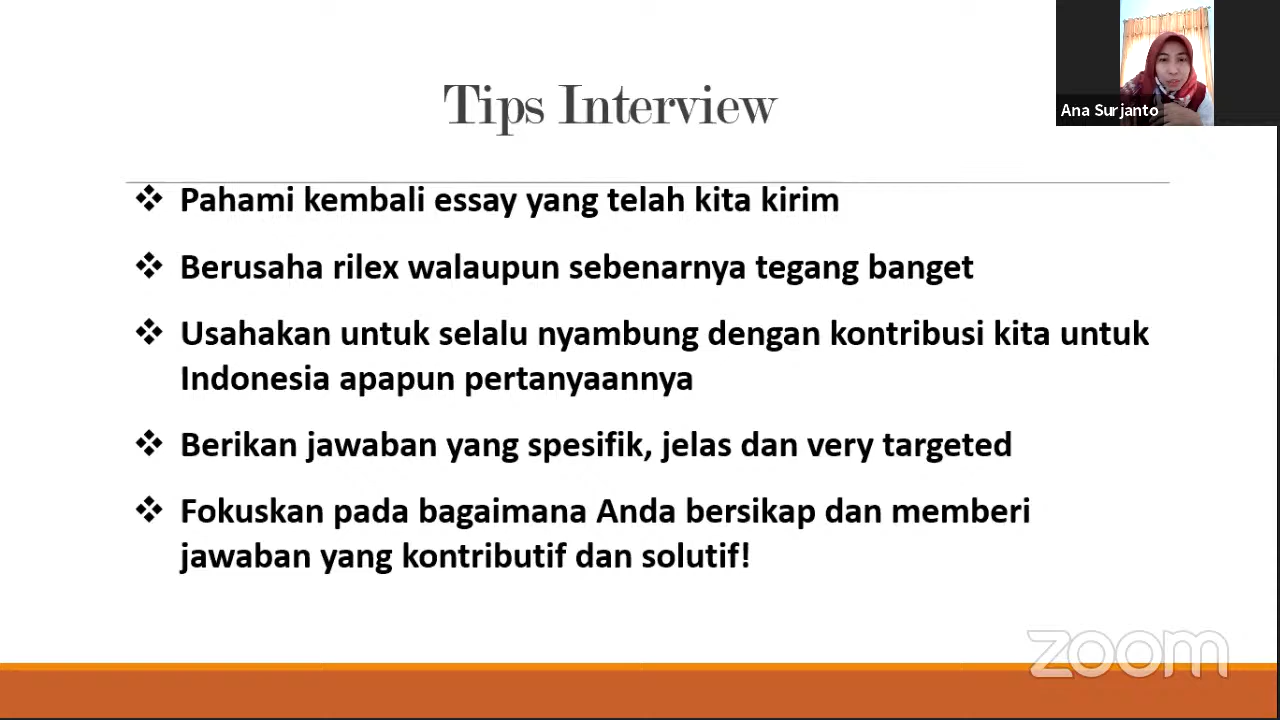 Tips Interview
Ana Surjanto
❖ Pahami kembali essay yang telah kita kirim
❖ Berusaha rilex walaupun sebenarnya tegang banget
❖ Usahakan untuk selalu nyambung dengan kontribusi kita untuk
Indonesia apapun pertanyaannya
❖ Berikan jawaban yang spesifik, jelas dan very targeted
❖ Fokuskan pada bagaimana Anda bersikap dan memberi
jawaban yang kontributif dan solutif!
zoom